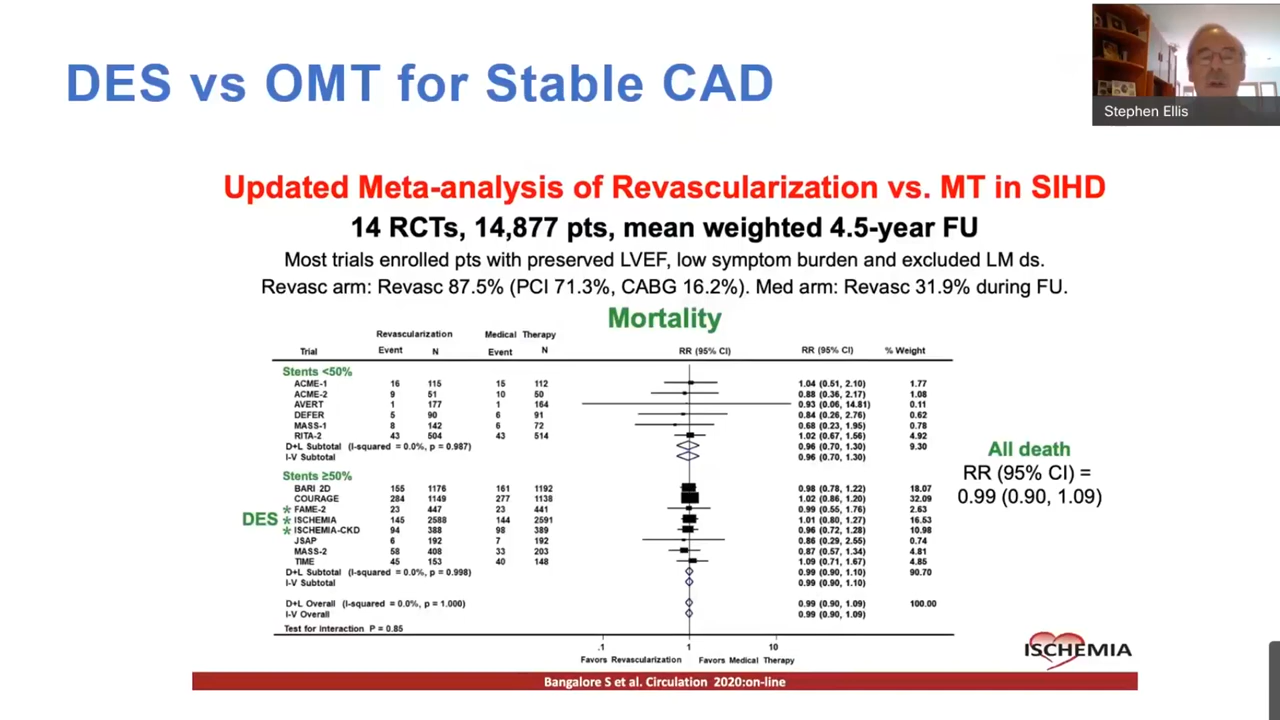 DES vs OMT for Stable CAD
Stephen Ellis
Updated Meta-analysis of Revascularization vs. MT in SIHD
14 RCTs, 14,877 pts, mean weighted 4.5-year FU
Most trials enrolled pts with preserved LVEF, low symptom burden and excluded LM ds.
Revasc arm: Revasc 87.5% (PCI 71.3%, CABG 16.2%). Med arm: Revasc 31.9% during FU.
Mortality
Revascularization Medical Therapy
Trial Event N Event N RR (95% CI) RR (95% CI) % Weight
Stents <50%
ACME-1 16 115 15 112 1.04 (0.51, 2.10) 1.77
ACME-2 9 51 10 50 0.88 (0.36, 2.17) 1.08
AVERT 1 177 1 164 0.93 (0.06, 14.81) 0.11
DEFER 5 90 6 91 0.84 (0.26, 2.76) 0.62
MASS-1 8 142 6 72 0.68 (0.23, 1.95) 0.78
RITA-2 43 504 43 514 1.02 (0.67, 1.56) 4.92
D+L Subtotal (I-squared = 0.0%, p = 0.987) 0.96 (0.70, 1.30) 9.30
I-V Subtotal 0.96 (0.70, 1.30)
Stents ≥50%
BARI 2D 155 1176 161 1192 0.98 (0.78, 1.22) 18.07
COURAGE 284 1149 277 1138 1.02 (0.86, 1.20) 32.09
* FAME-2 23 447 23 441 0.99 (0.55, 1.76) 2.63
DES * ISCHEMIA 145 2588 144 2591 1.01 (0.80, 1.27) 16.53
* ISCHEMIA-CKD 94 388 98 389 0.96 (0.72, 1.28) 10.98
JSAP 6 192 7 192 0.86 (0.29, 2.55) 0.74
MASS-2 58 408 33 203 0.87 (0.57, 1.34) 4.81
TIME 45 153 40 148 1.09 (0.71, 1.67) 4.85
D+L Subtotal (I-squared = 0.0%, p = 0.998) 0.99 (0.90, 1.10) 90.70
I-V Subtotal 0.99 (0.90, 1.10)
D+L Overall (I-squared = 0.0%, p = 1.000) 0.99 (0.90, 1.09) 100.00
I-V Overall 0.99 (0.90, 1.09)
Test for Interaction P = 0.85
.1 1 10
Favors Revascularization Favors Medical Therapy
All death
RR (95% CI) =
0.99 (0.90, 1.09)
ISCHEMIA
Bangalore S et al. Circulation 2020:on-line